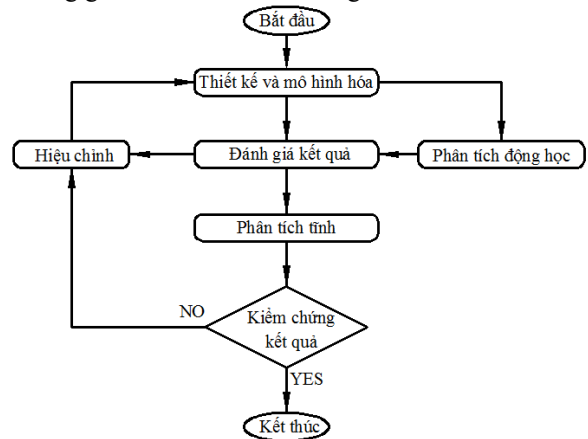 Bắt đầu
Thiết kế và mô hình hóa
Hiệu chỉnh
Đánh giá kết quả
Phân tích động học
Phân tích tĩnh
NO
Kiểm chứng
kết quả
YES
Kết thúc